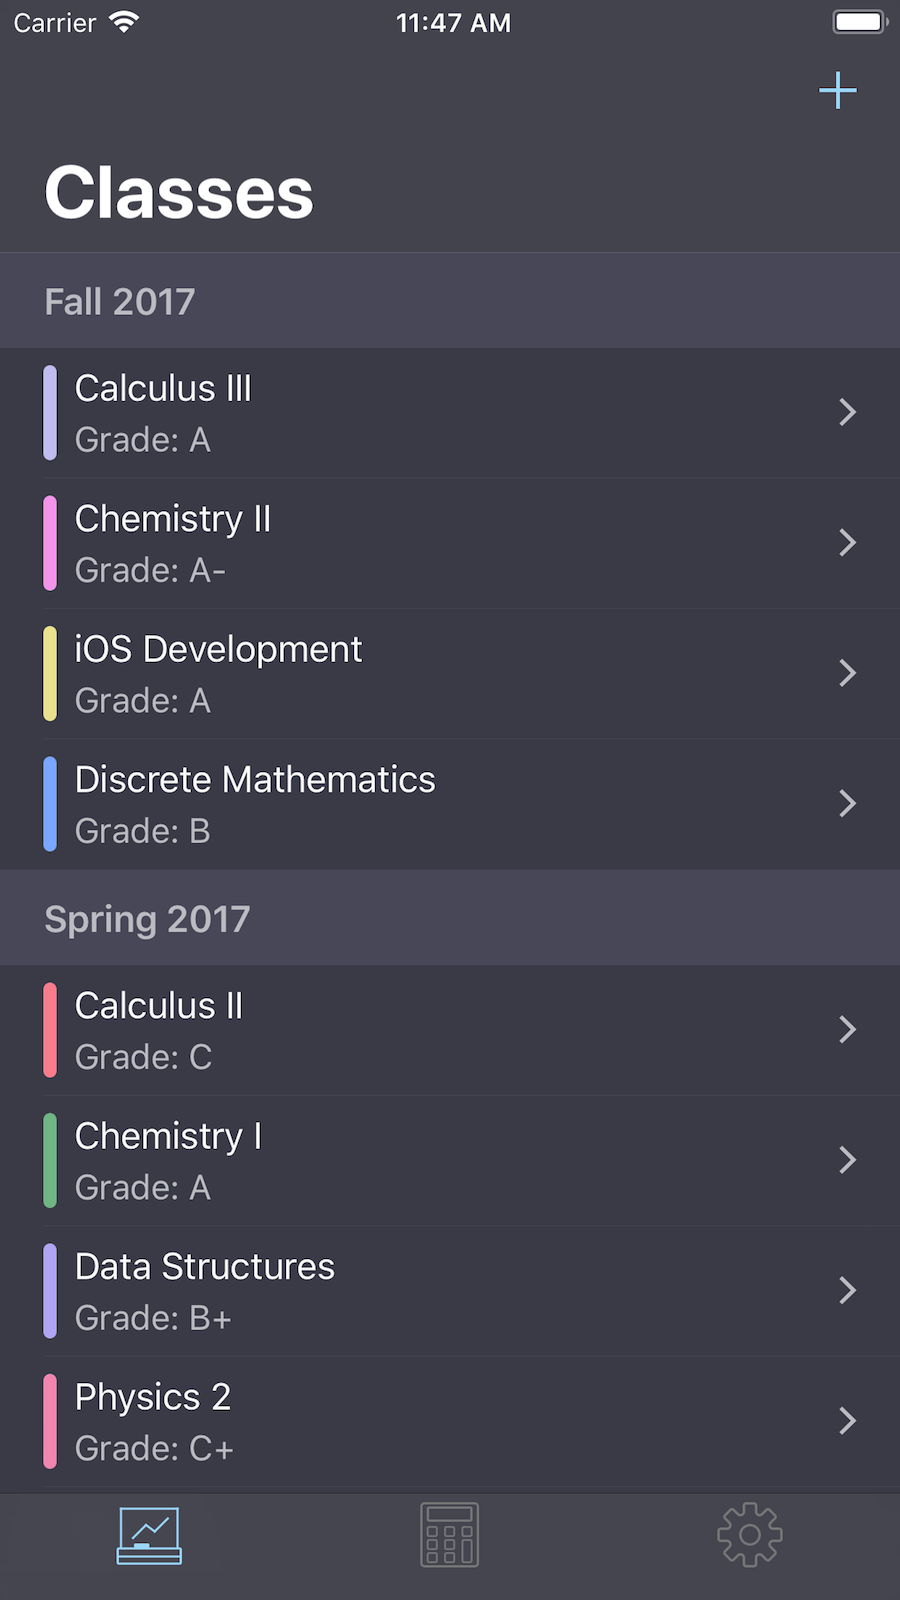 Carrier
11:47 AM
Classes
Fall 2017
Calculus III
Grade: A
Chemistry II
Grade: A-
iOS Development
Grade: A
Discrete Mathematics
Grade: B
Spring 2017
Calculus II
Grade: C
Chemistry I
Grade: A
Data Structures
Grade: B+
Physics 2
Grade: C+